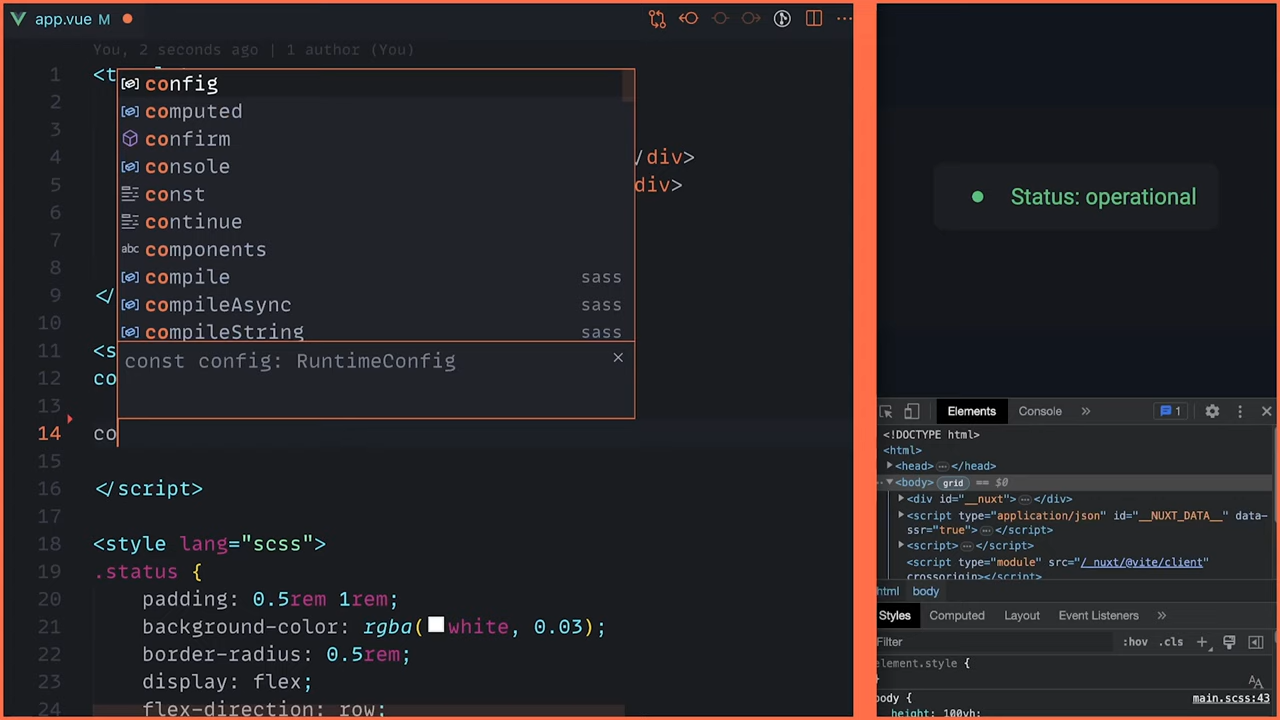 app.vue M
You, 2 seconds ago | 1 author (You)
1 <t
2
3
4 /div>
5 div>
6
7
8
9 </
10
11 <s
12 co
13
14 co
15
16 </script>
17
18 <style lang="scss">
19 .status {
20 padding: 0.5rem 1rem;
21 background-color: rgba(white, 0.03);
22 border-radius: 0.5rem;
23 display: flex;
24 flex-direction: row;
config
computed
confirm
console
const
continue
abc components
compile sass
compileAsync sass
compileString sass
const config: RuntimeConfig ×
Status: operational
Elements Console » 1
<!DOCTYPE html>
<html>
<head> ⋯ </head>
<body> grid == $0
<div id="__nuxt"> ⋯ </div>
<script type="application/json" id="__NUXT_DATA__" data-
ssr="true"> ⋯ </script>
<script> ⋯ </script>
<script type="module" src="/_nuxt/@vite/client"
crossorigin></script>
html body
Styles Computed Layout Event Listeners »
Filter :hov .cls +
element.style {
}
body { main.scss:43
height: 100vh;